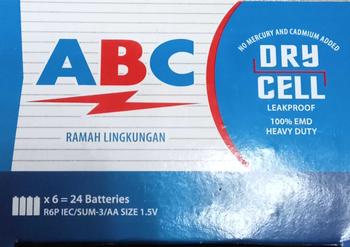 ABC
RAMAH LINGKUNGAN
NO MERCURY AND CADMIUM ADDED
DRY
CELL
LEAKPROOF
100% EMD
HEAVY DUTY
x 6 = 24 Batteries
R6P IEC/SUM-3/AA SIZE 1.5V